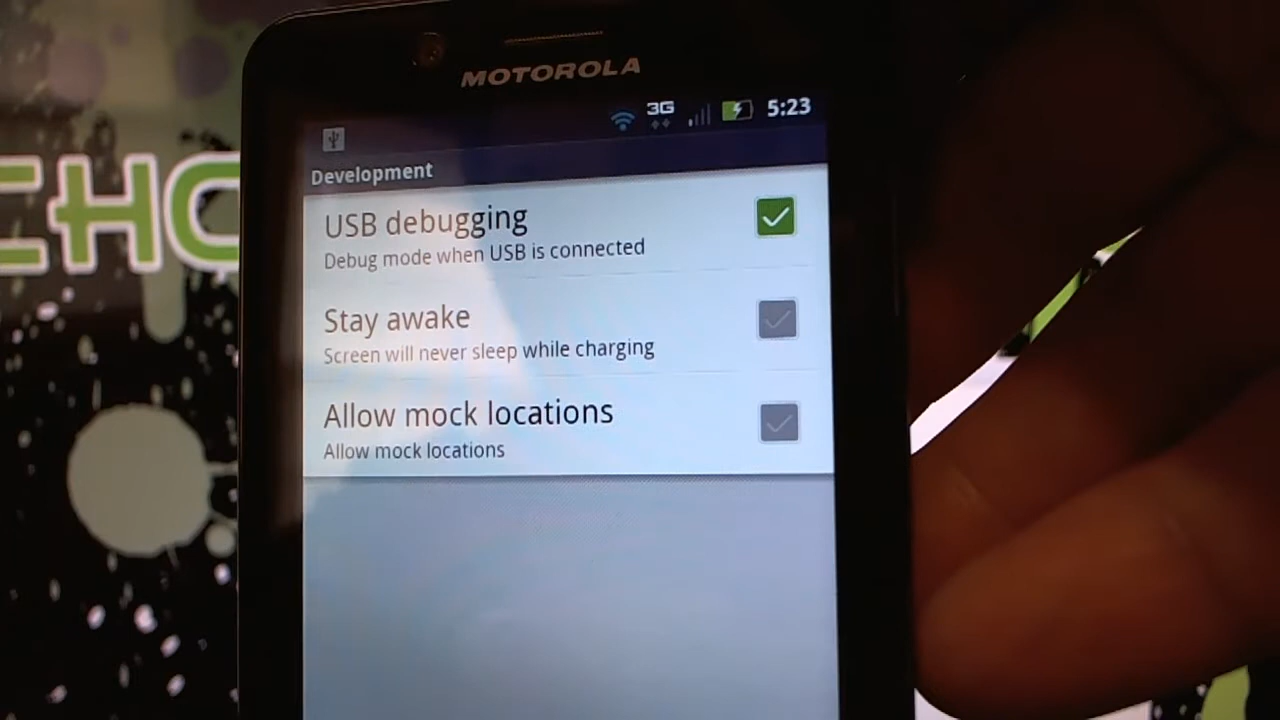 MOTOROLA
3G
5:23
Development
USB debugging
Debug mode when USB is connected
Stay awake
Screen will never sleep while charging
Allow mock locations
Allow mock locations